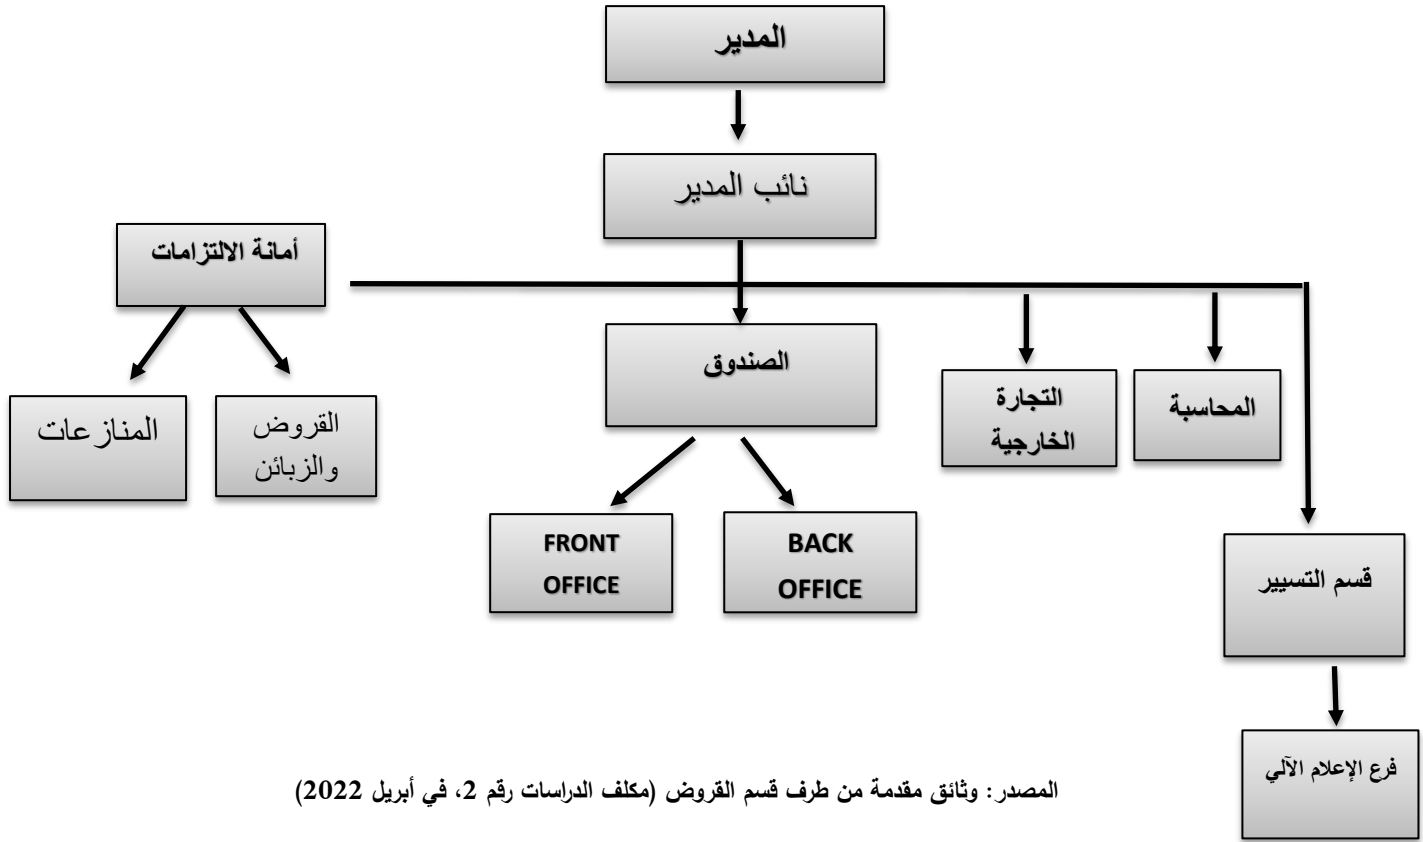 المدير
نائب المدير
أمانة الالتزامات
الصندوق
التجارة
الخارجية
المحاسبة
القروض
والزبائن
المنازعات
FRONT
OFFICE
BACK
OFFICE
قسم التسيير
فرع الإعلام الآلي
المصدر: وثائق مقدمة من طرف قسم القروض (مكلف الدراسات رقم 2، في أبريل 2022)